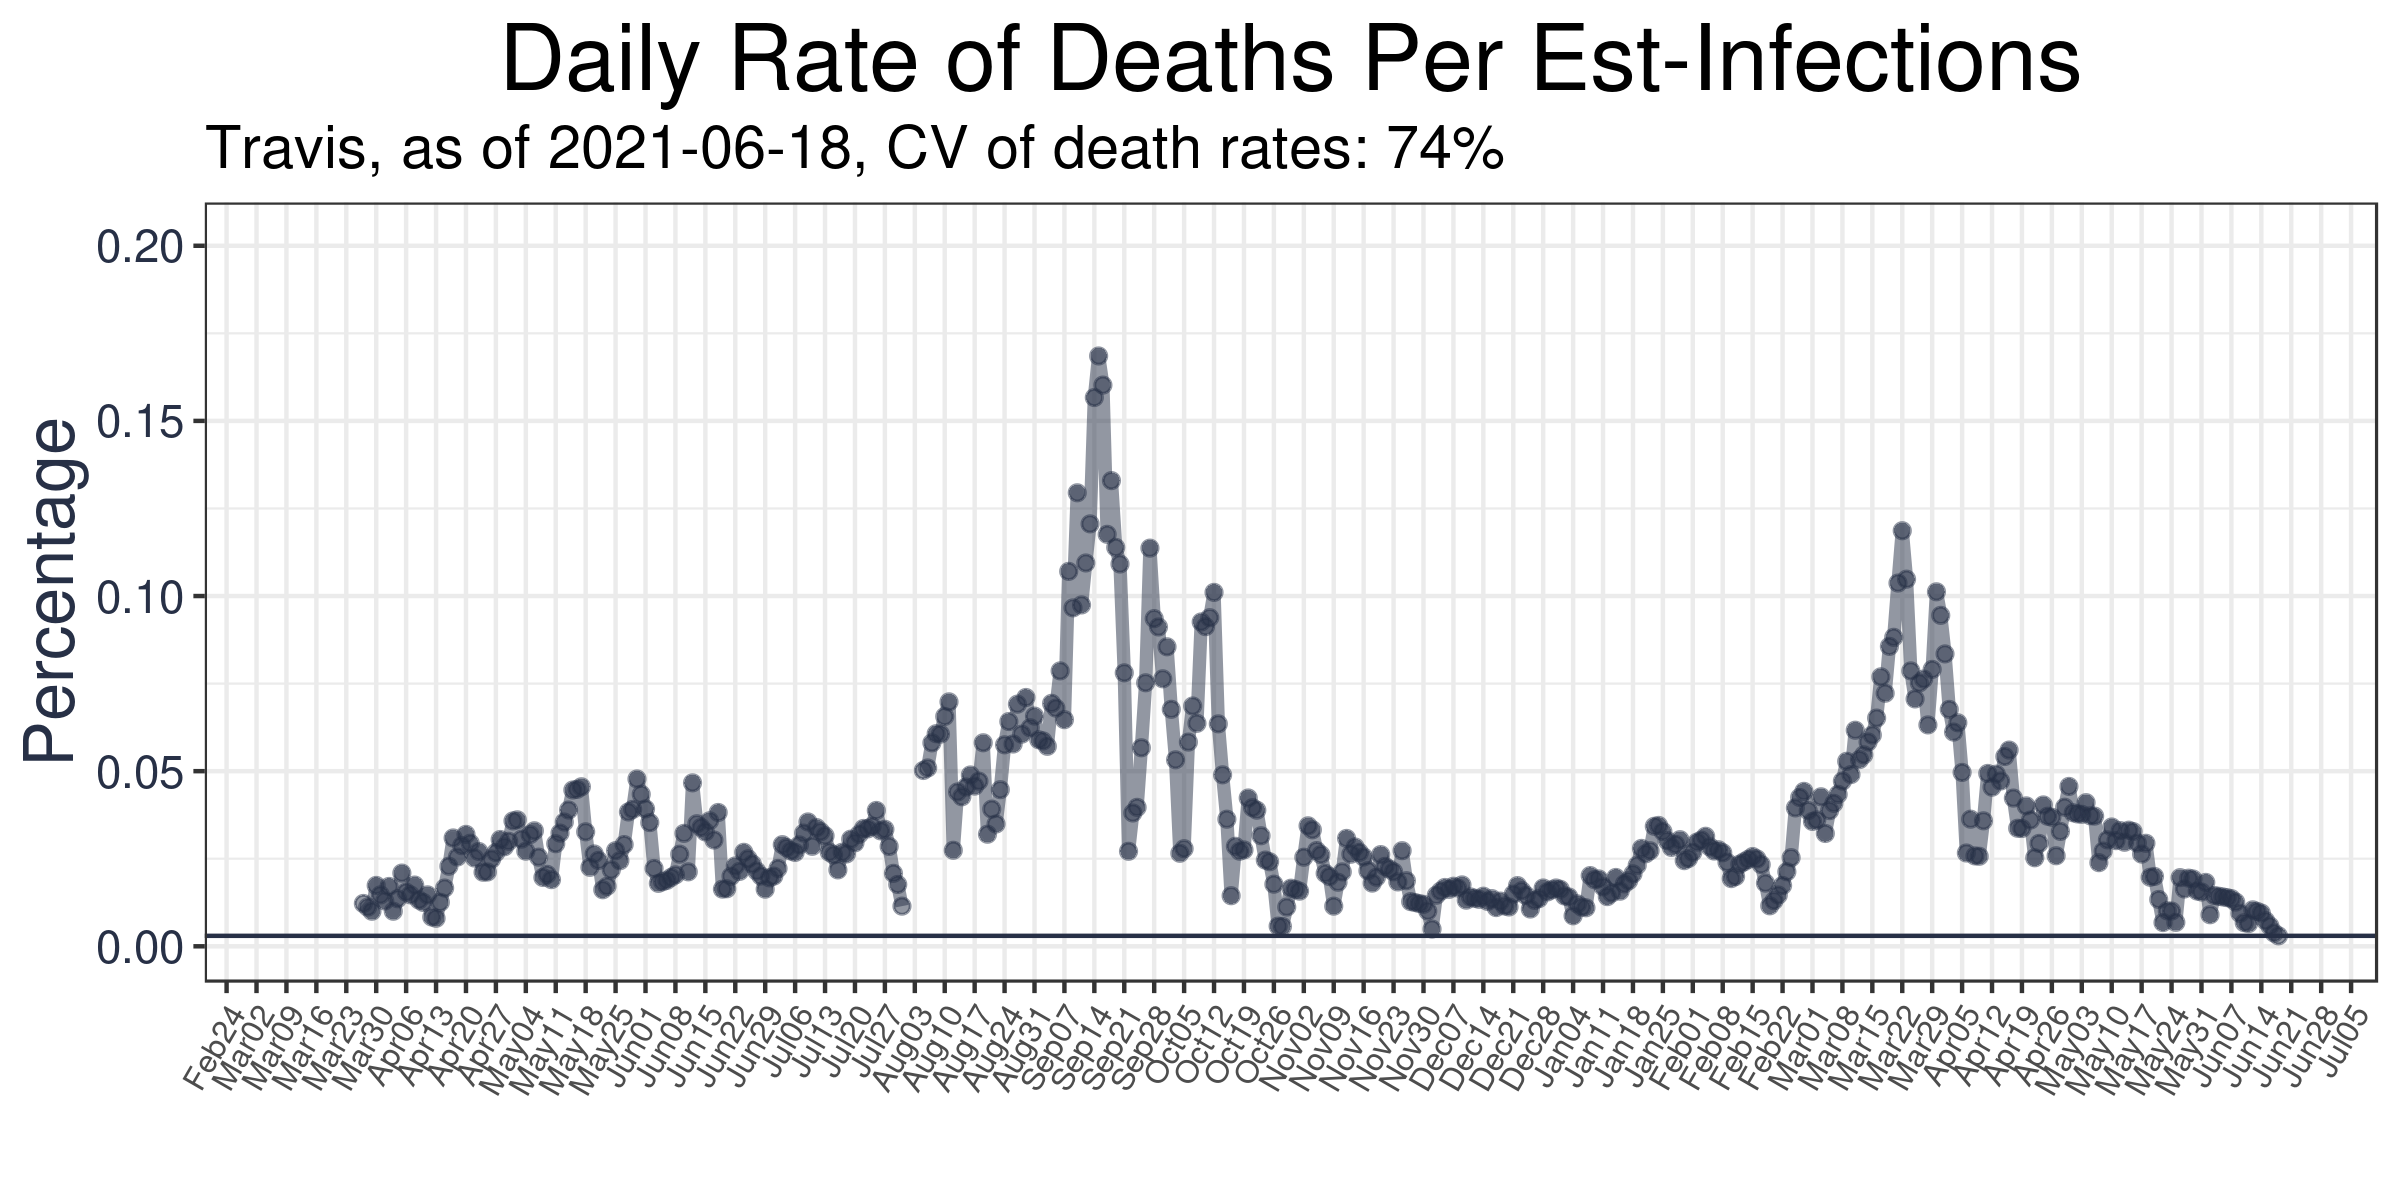 Daily Rate of Deaths Per Est-Infections
Travis, as of 2021-06-18, CV of death rates: 74%
Percentage
0.20
0.15
0.10
0.05
0.00
Feb24
Mar02
Mar09
Mar16
Mar23
Mar30
Apr06
Apr13
Apr20
Apr27
May04
May11
May18
May25
Jun01
Jun08
Jun15
Jun22
Jun29
Jul06
Jul13
Jul20
Jul27
Aug03
Aug10
Aug17
Aug24
Aug31
Sep07
Sep14
Sep21
Sep28
Oct05
Oct12
Oct19
Oct26
Nov02
Nov09
Nov16
Nov23
Nov30
Dec07
Dec14
Dec21
Dec28
Jan04
Jan11
Jan18
Jan25
Feb01
Feb08
Feb15
Feb22
Mar01
Mar08
Mar15
Mar22
Mar29
Apr05
Apr12
Apr19
Apr26
May03
May10
May17
May24
May31
Jun07
Jun14
Jun21
Jun28
Jul05